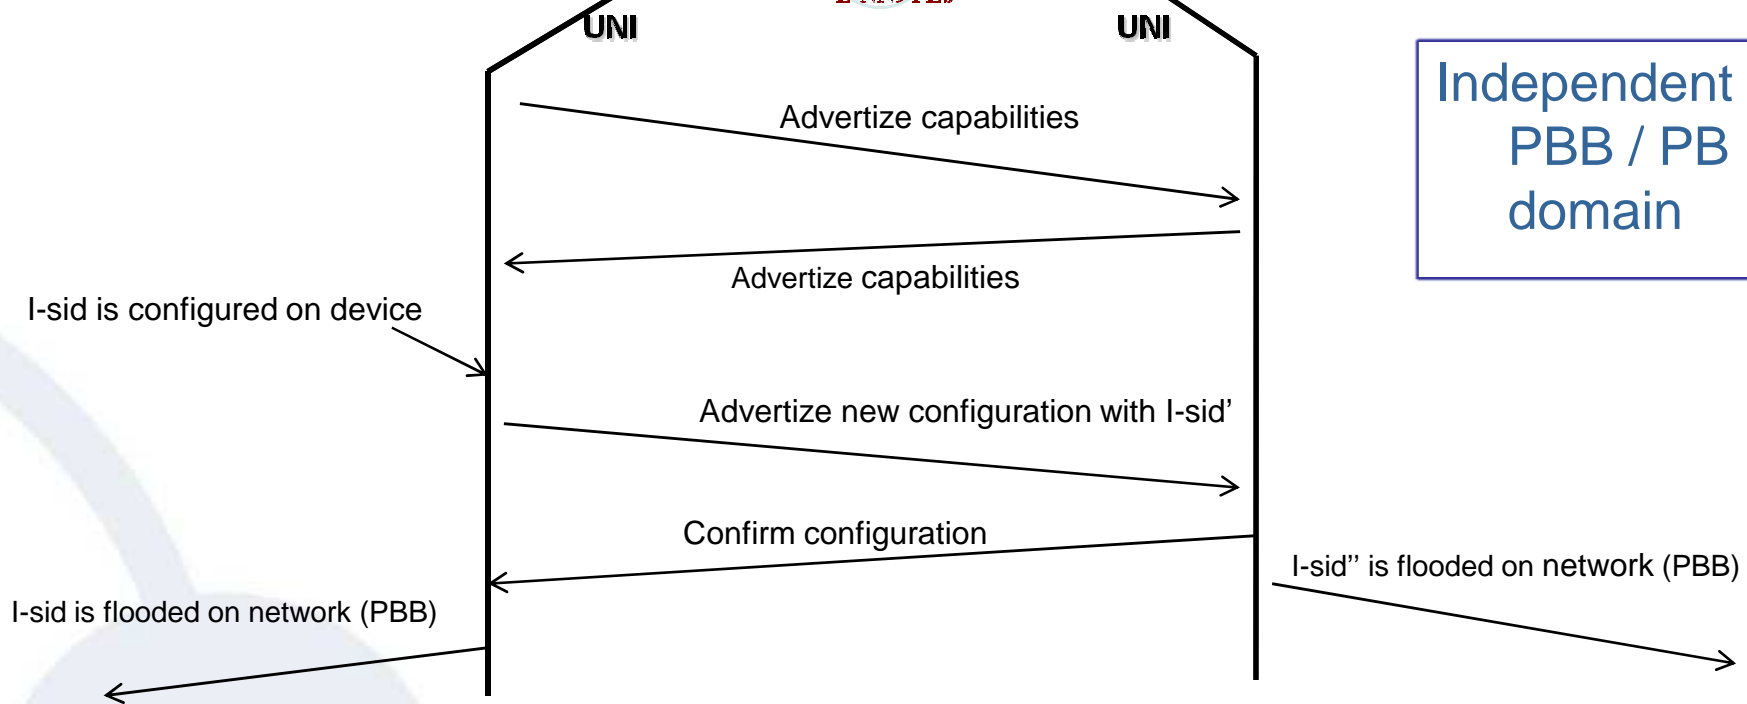 UNI
UNI
Independent
PBB / PB
domain
Advertize capabilities
Advertize capabilities
I-sid is configured on device
Advertize new configuration with I-sid'
Confirm configuration
I-sid'' is flooded on network (PBB)
I-sid is flooded on network (PBB)